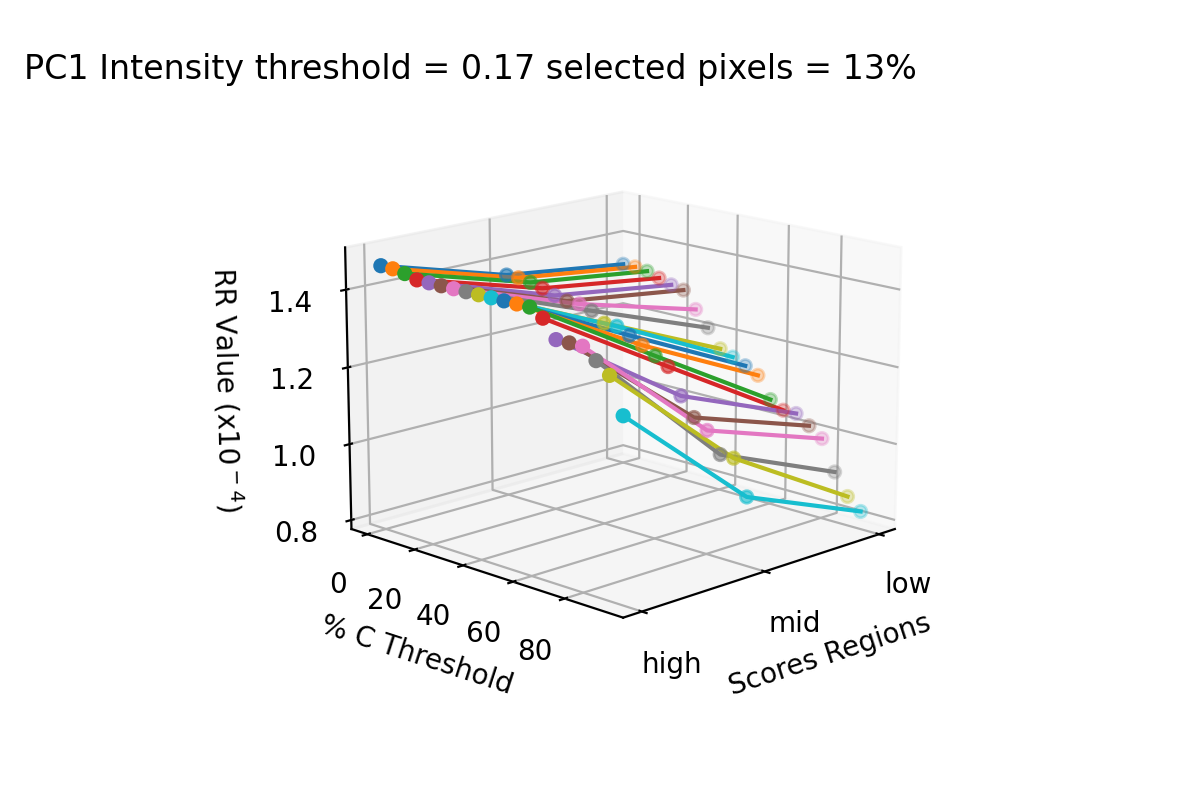 PC1 Intensity threshold = 0.17 selected pixels = 13%
RR Value (x10⁻⁴)
1.4
1.2
1.0
0.8
0
20
40
60
80
% C Threshold
high
mid
low
Scores Regions